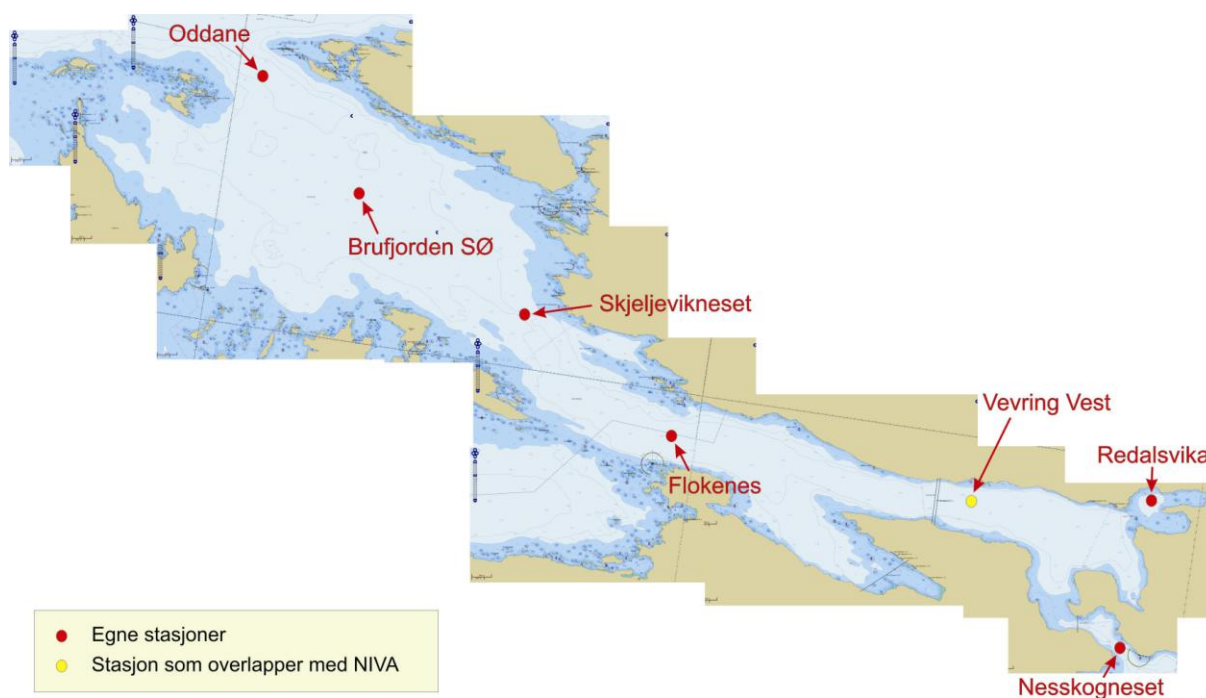 Oddane
Brufjorden SØ
Skjeljevikneset
Vevring Vest
Redalsvika
Flokenes
Egne stasjoner
Stasjon som overlapper med NIVA
Nesskogneset